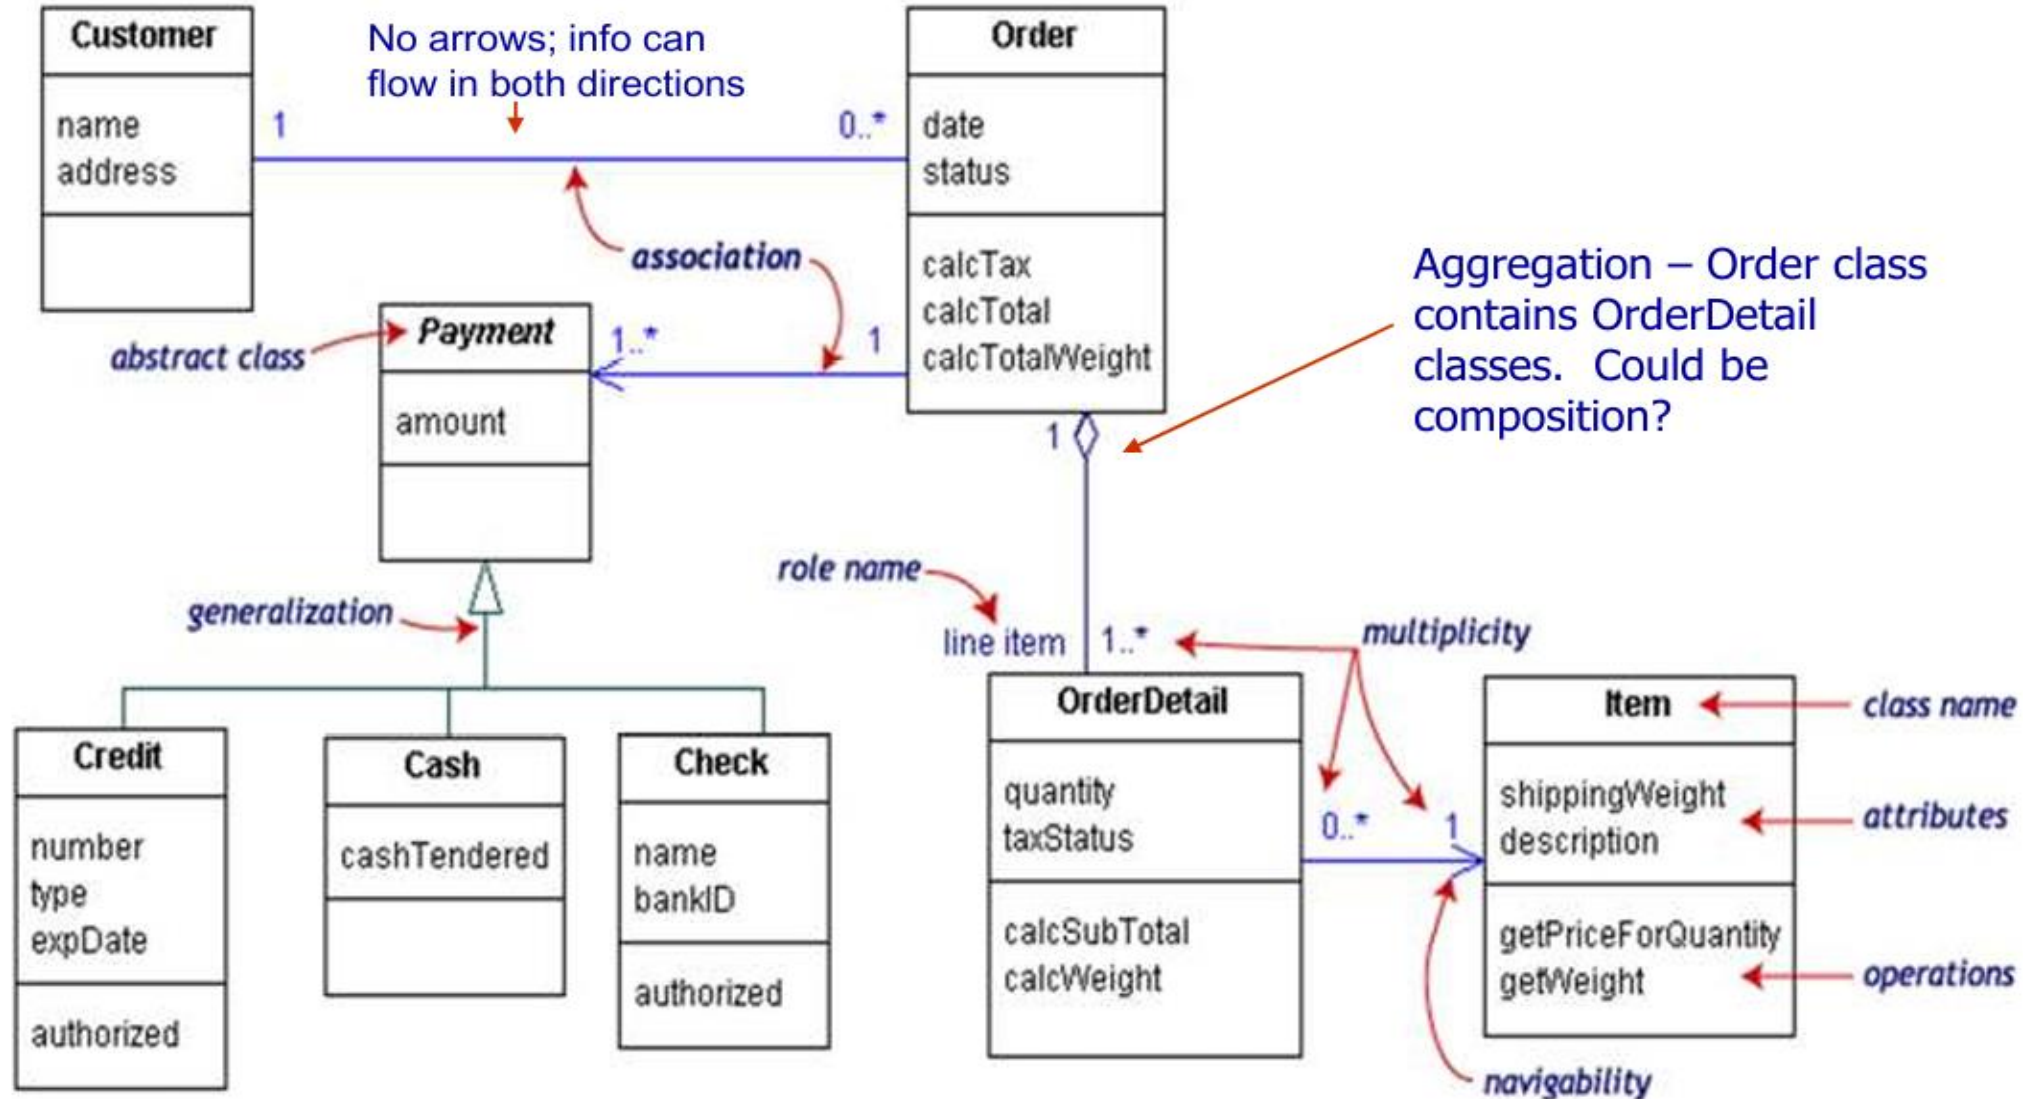 Customer
name
address
No arrows; info can
flow in both directions
1
0..*
Order
date
status
calcTax
calcTotal
calcTotalWeight
association
abstract class
Payment
amount
1..*
1
Aggregation – Order class
contains OrderDetail
classes. Could be
composition?
1
generalization
role name
line item
1..*
multiplicity
Credit
number
type
expDate
authorized
Cash
cashTendered
Check
name
bankID
authorized
OrderDetail
quantity
taxStatus
calcSubTotal
calcWeight
0..*
1
Item
shippingWeight
description
getPriceForQuantity
getWeight
class name
attributes
operations
navigability